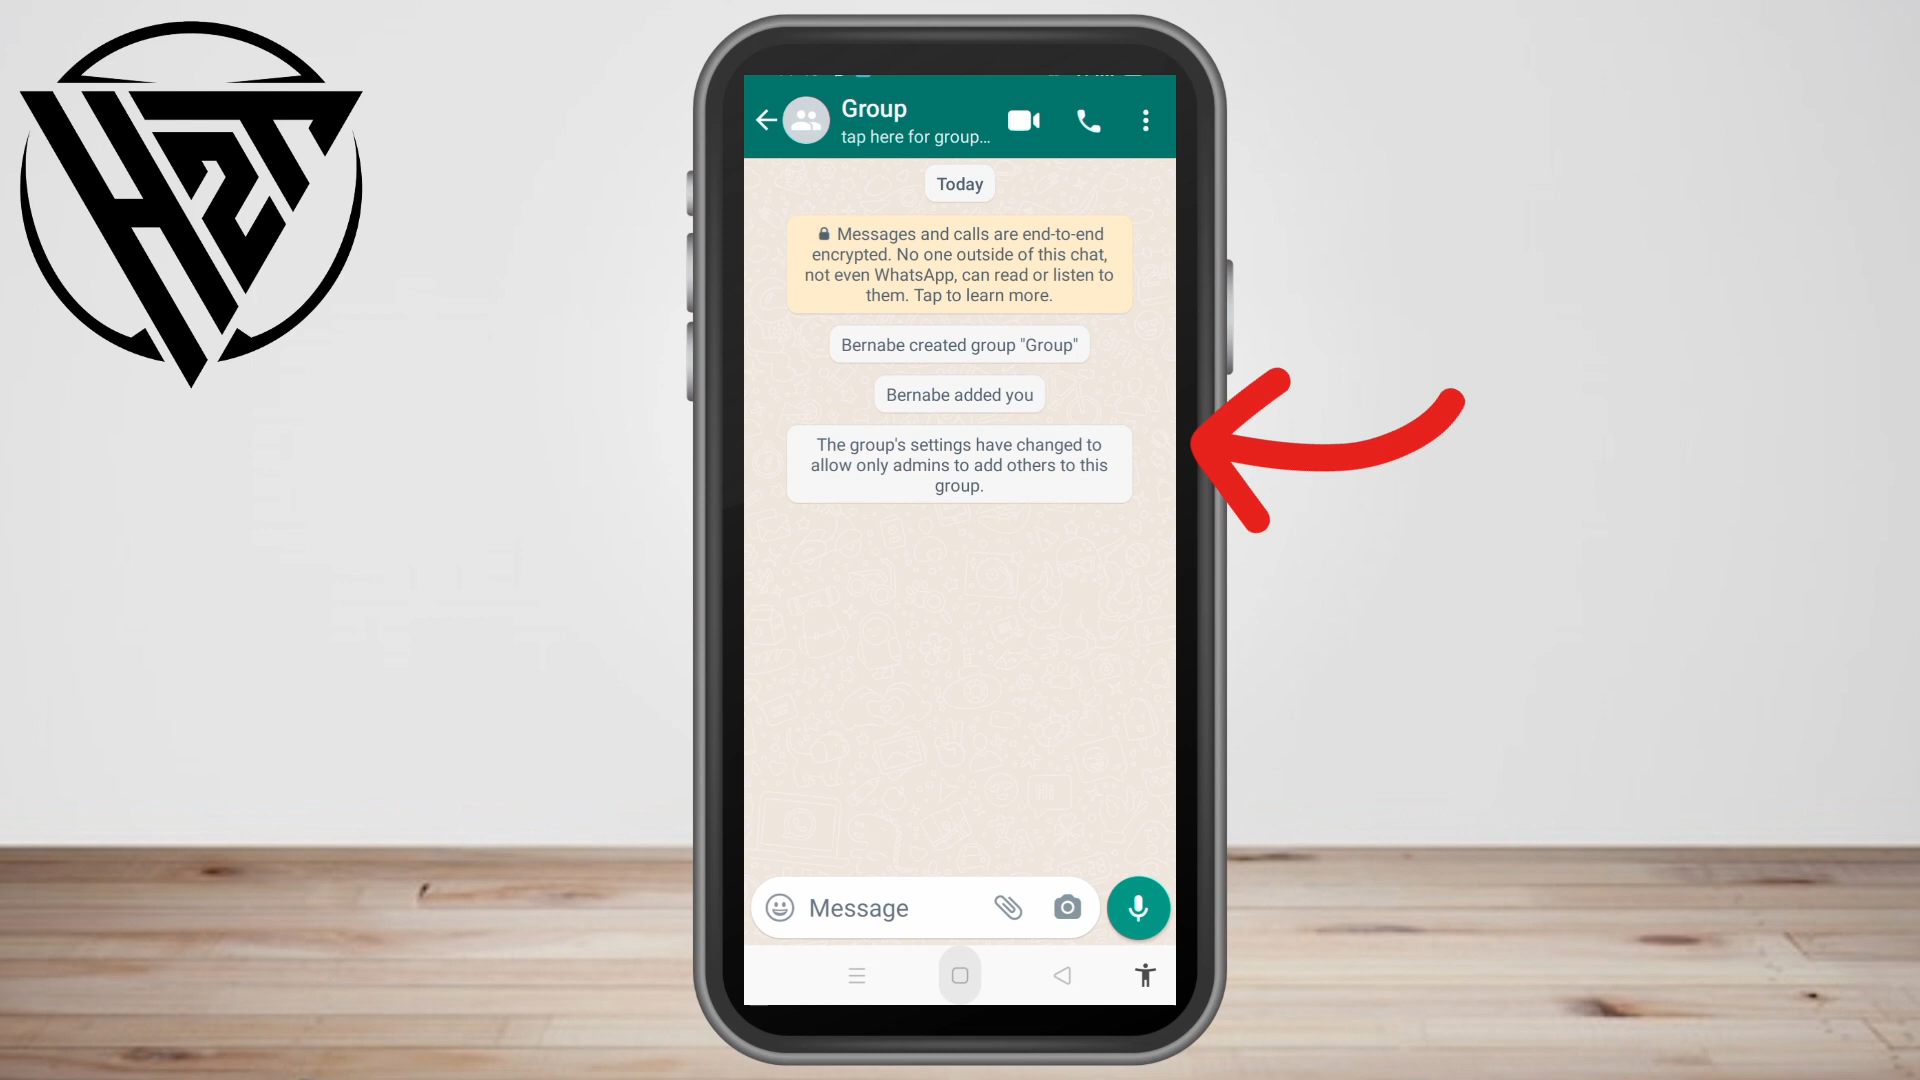 H2T
Group
tap here for group...
Today
Messages and calls are end-to-end
encrypted. No one outside of this chat,
not even WhatsApp, can read or listen to
them. Tap to learn more.
Bernabe created group "Group"
Bernabe added you
The group's settings have changed to
allow only admins to add others to this
group.
Message